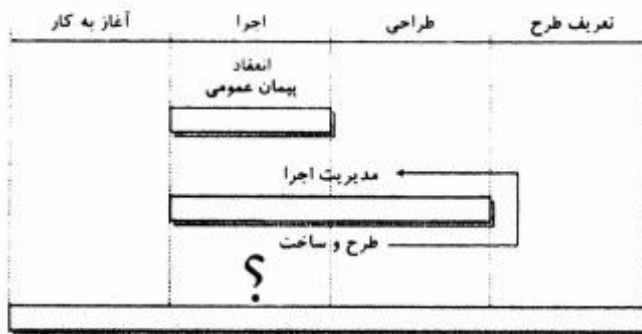 تعریف طرح
طراحی
اجرا
آغاز به کار
انعقاد
پیمان عمومی
مدیریت اجرا
طرح و ساخت
؟